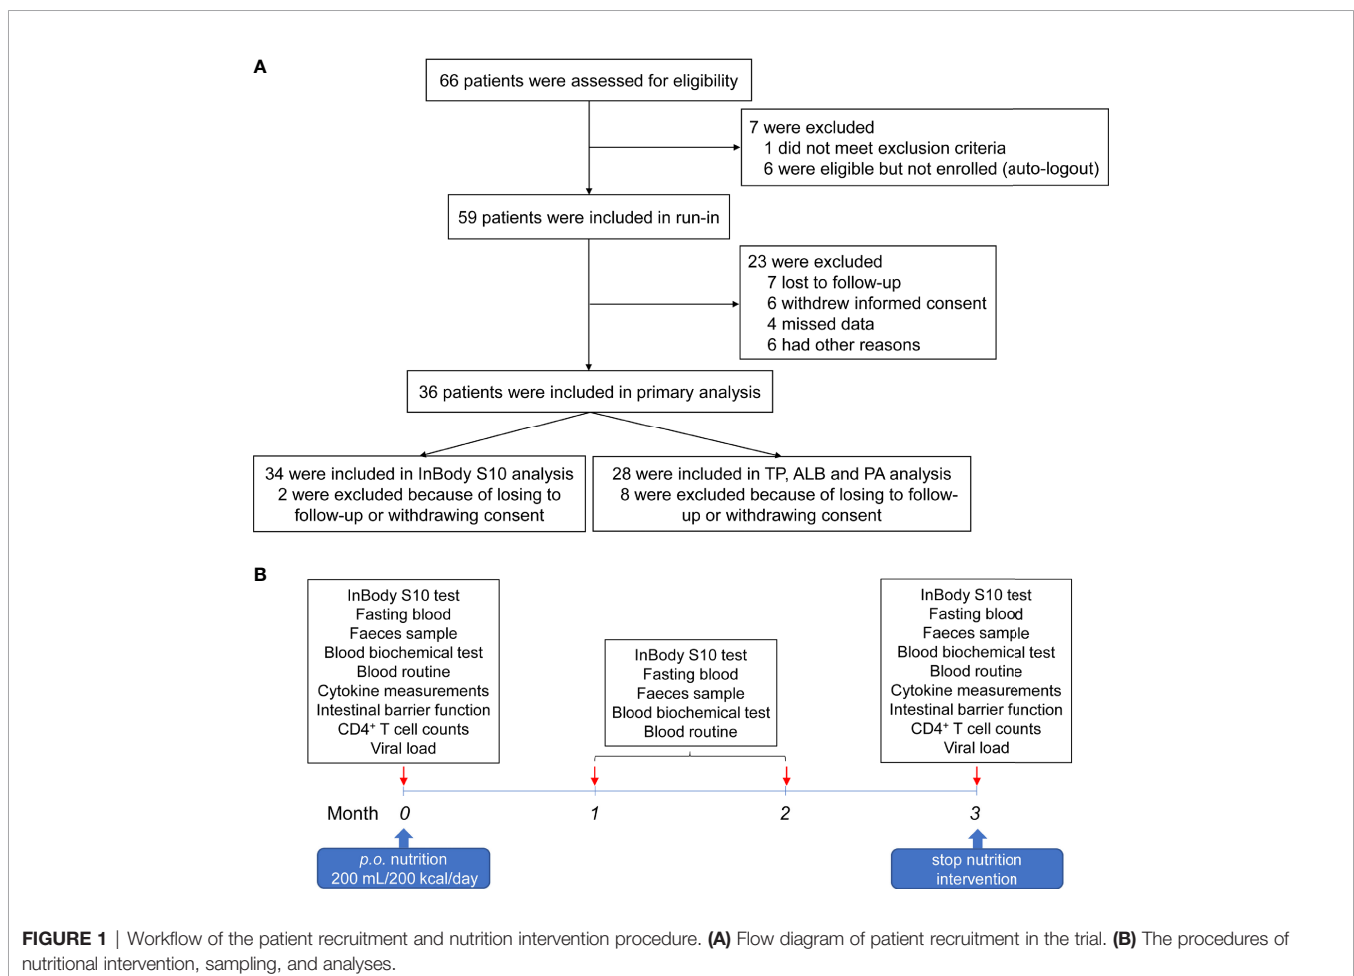 A
66 patients were assessed for eligibility
7 were excluded
1 did not meet exclusion criteria
6 were eligible but not enrolled (auto-logout)
59 patients were included in run-in
23 were excluded
7 lost to follow-up
6 withdrew informed consent
4 missed data
6 had other reasons
36 patients were included in primary analysis
34 were included in InBody S10 analysis
2 were excluded because of losing to
follow-up or withdrawing consent
28 were included in TP, ALB and PA analysis
8 were excluded because of losing to follow-
up or withdrawing consent
B
InBody S10 test
Fasting blood
Faeces sample
Blood biochemical test
Blood routine
Cytokine measurements
Intestinal barrier function
CD4⁺ T cell counts
Viral load
InBody S10 test
Fasting blood
Faeces sample
Blood biochemical test
Blood routine
InBody S10 test
Fasting blood
Faeces sample
Blood biochemical test
Blood routine
Cytokine measurements
Intestinal barrier function
CD4⁺ T cell counts
Viral load
Month 0 1 2 3
p.o. nutrition
200 mL/200 kcal/day
stop nutrition
intervention
FIGURE 1 | Workflow of the patient recruitment and nutrition intervention procedure. (A) Flow diagram of patient recruitment in the trial. (B) The procedures of
nutritional intervention, sampling, and analyses.